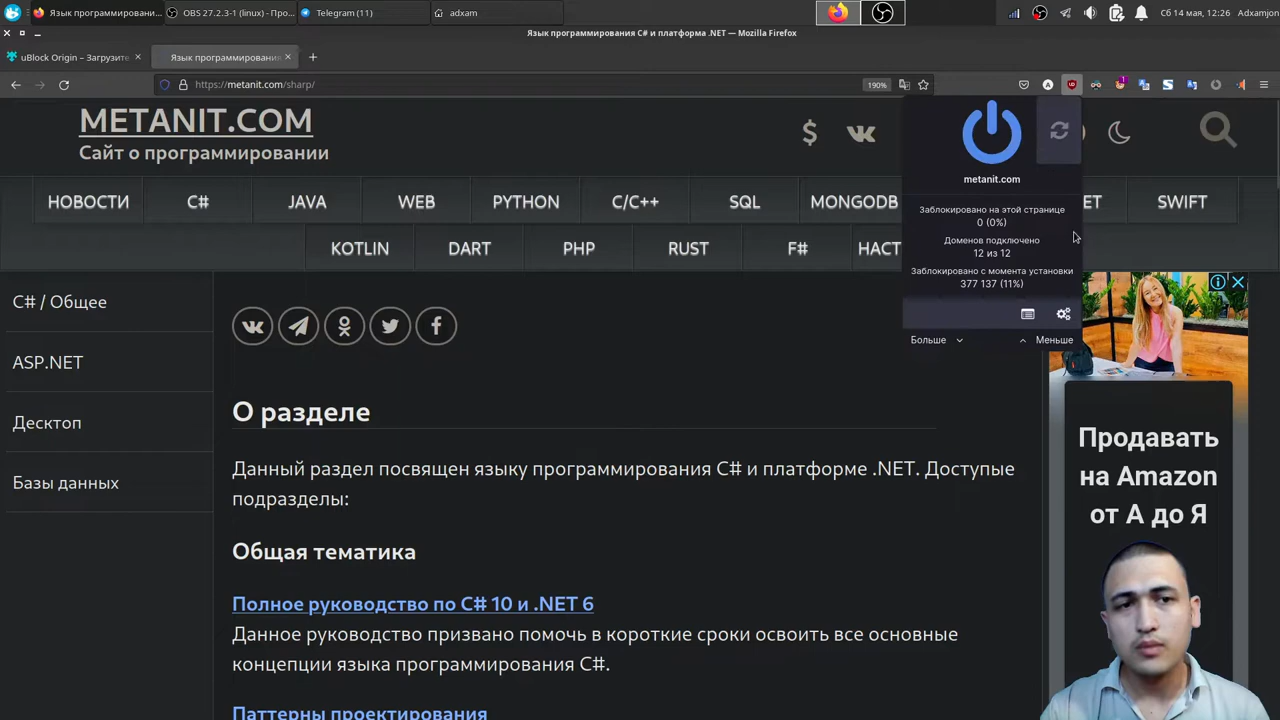 Язык программировани...
OBS 27.2.3-1 (linux) - Про...
Telegram (11)
adxam
Сб 14 мая, 12:26
Adxamjon
Язык программирования C# и платформа .NET — Mozilla Firefox
uBlock Origin – Загрузите
Язык программирования
https://metanit.com/sharp/
190%
1
METANIT.COM
Сайт о программировании
НОВОСТИ
C#
JAVA
WEB
PYTHON
C/C++
SQL
MONGODB
ET
SWIFT
KOTLIN
DART
PHP
RUST
F#
НАСТ
metanit.com
Заблокировано на этой странице
0 (0%)
Доменов подключено
12 из 12
Заблокировано с момента установки
377 137 (11%)
Больше
Меньше
C# / Общее
ASP.NET
Десктоп
Базы данных
О разделе
Данный раздел посвящен языку программирования C# и платформе .NET. Доступые
подразделы:
Общая тематика
Полное руководство по C# 10 и .NET 6
Данное руководство призвано помочь в короткие сроки освоить все основные
концепции языка программирования C#.
Паттерны проектирования
Продавать
на Amazon
от А до Я